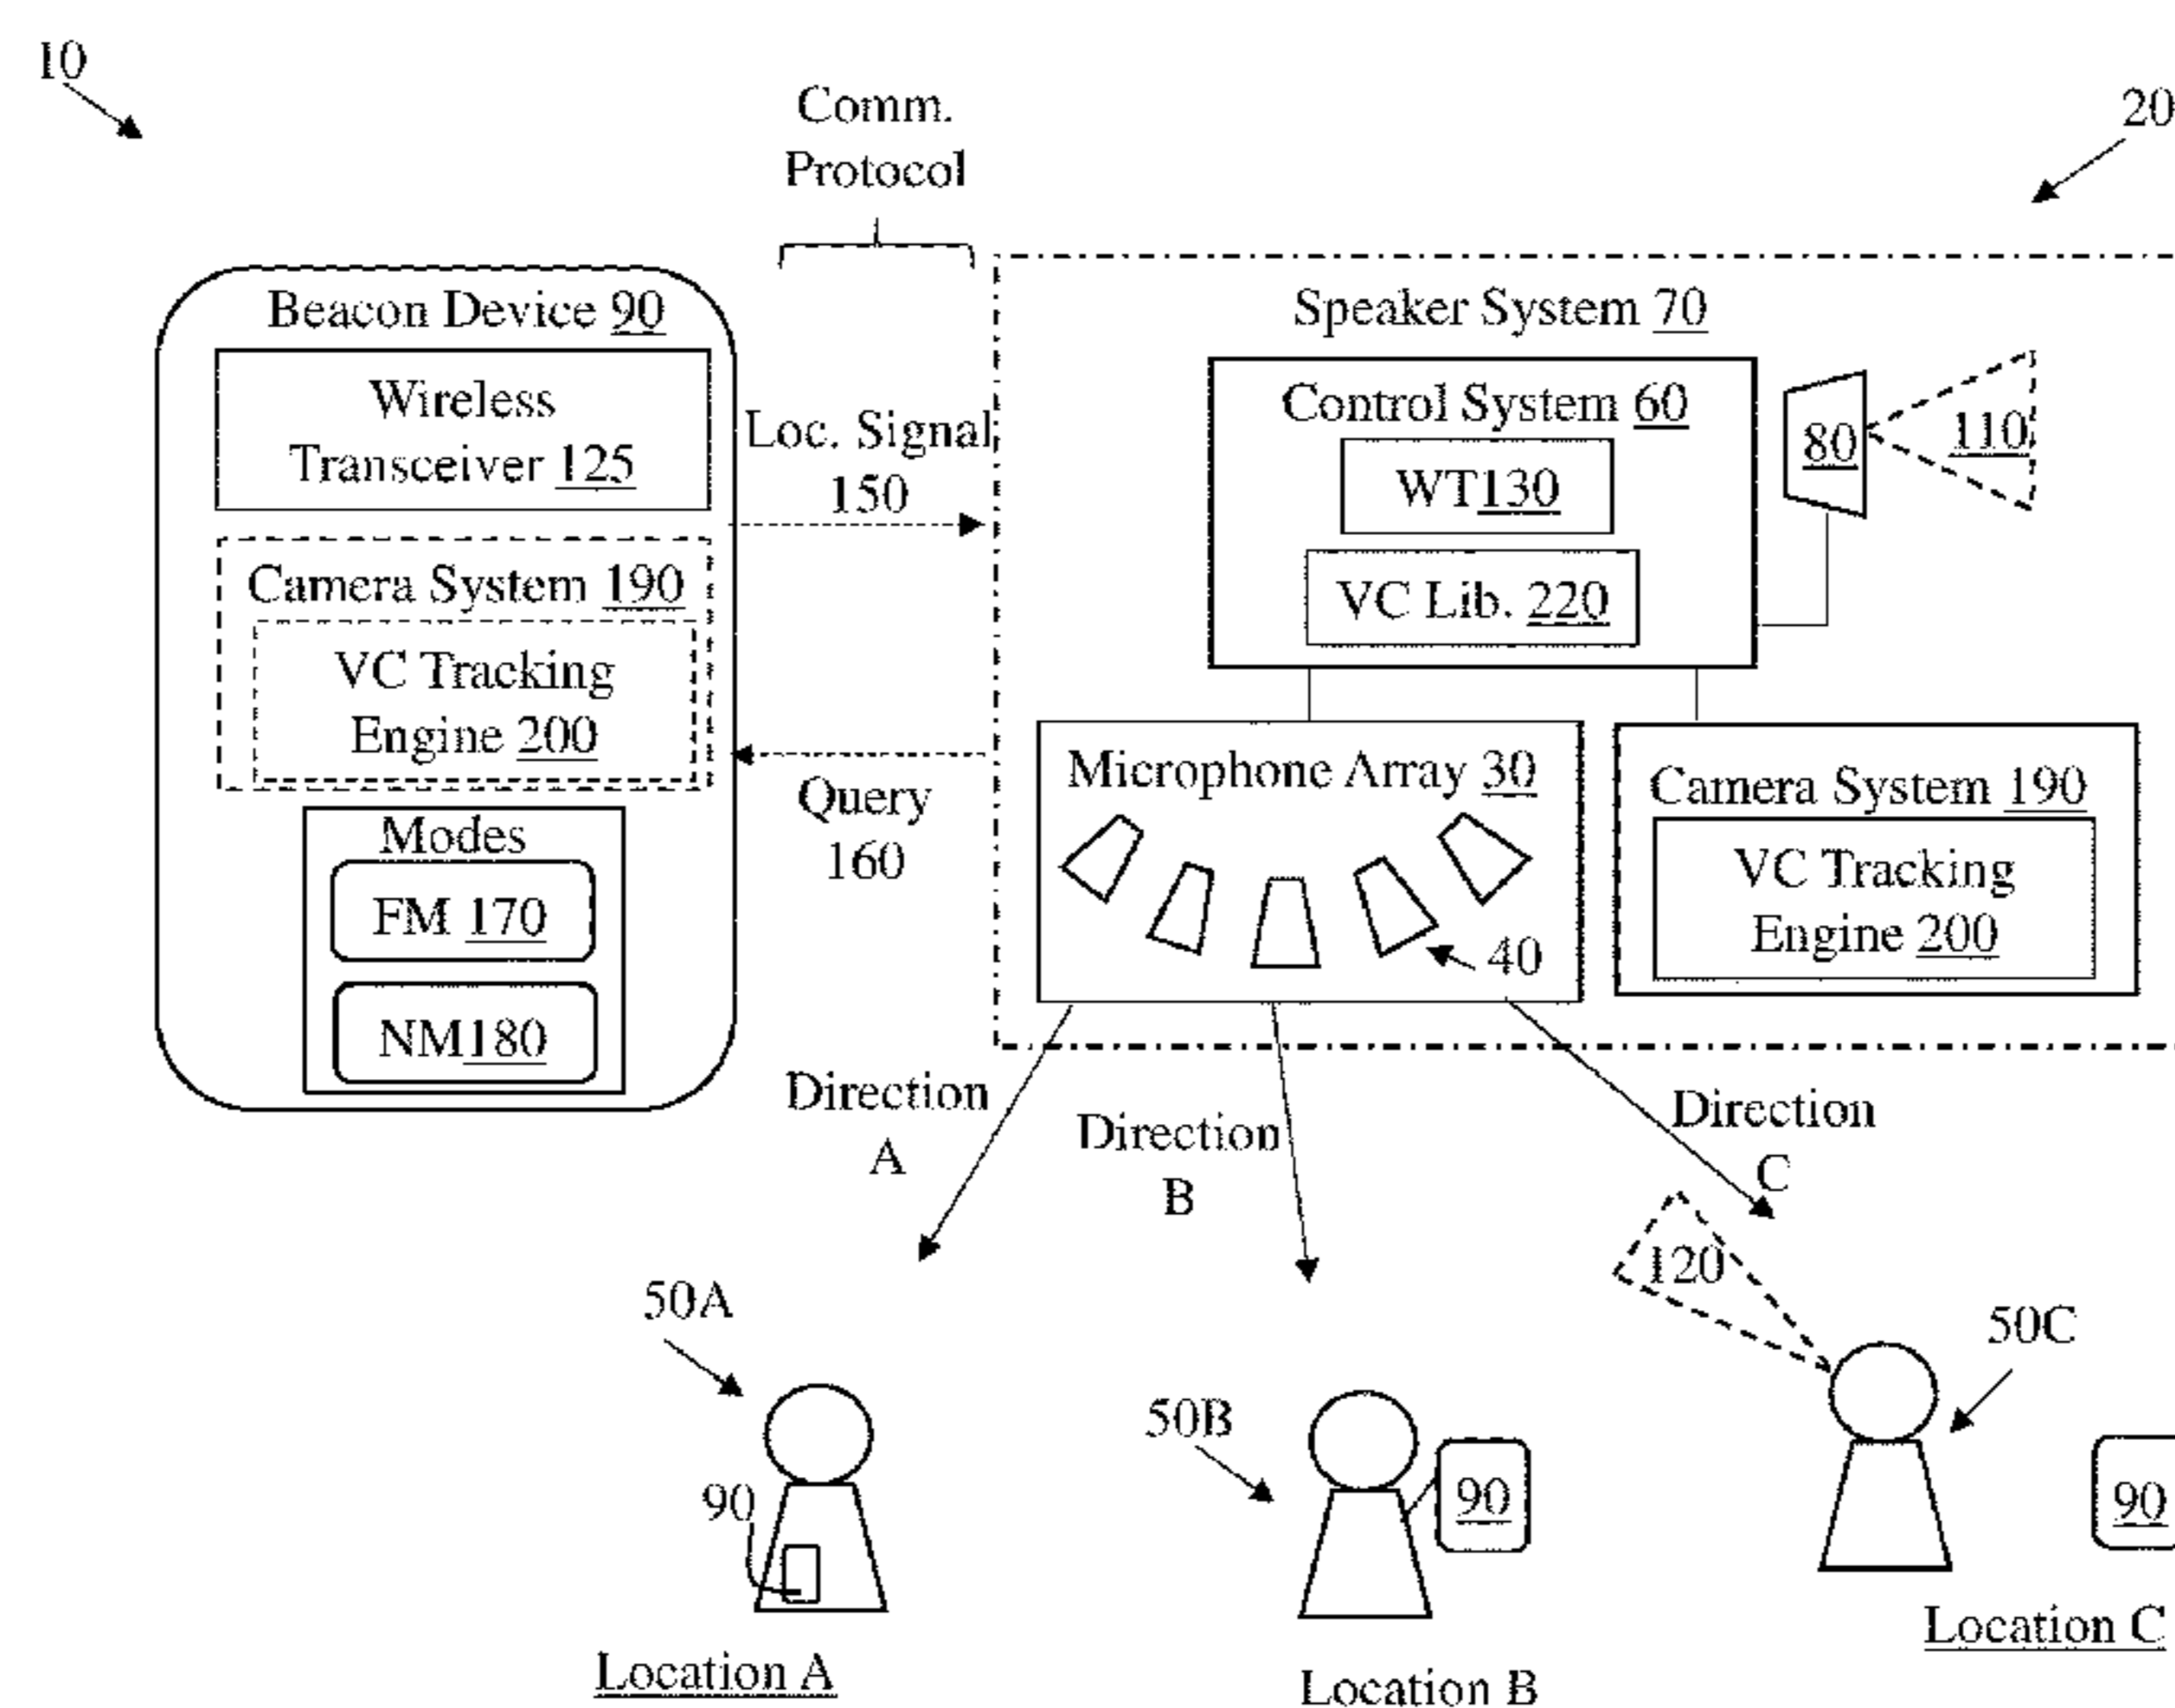 10
Comm.
Protocol
20
Beacon Device 90
Wireless
Transceiver 125
Camera System 190
VC Tracking
Engine 200
Modes
FM 170
NM180
Loc. Signal
150
Query
160
Speaker System 70
Control System 60
WT130
VC Lib. 220
80
110
Microphone Array 30
40
Camera System 190
VC Tracking
Engine 200
Direction
A
Direction
B
Direction
C
120
50A
90
Location A
50B
90
Location B
50C
90
Location C